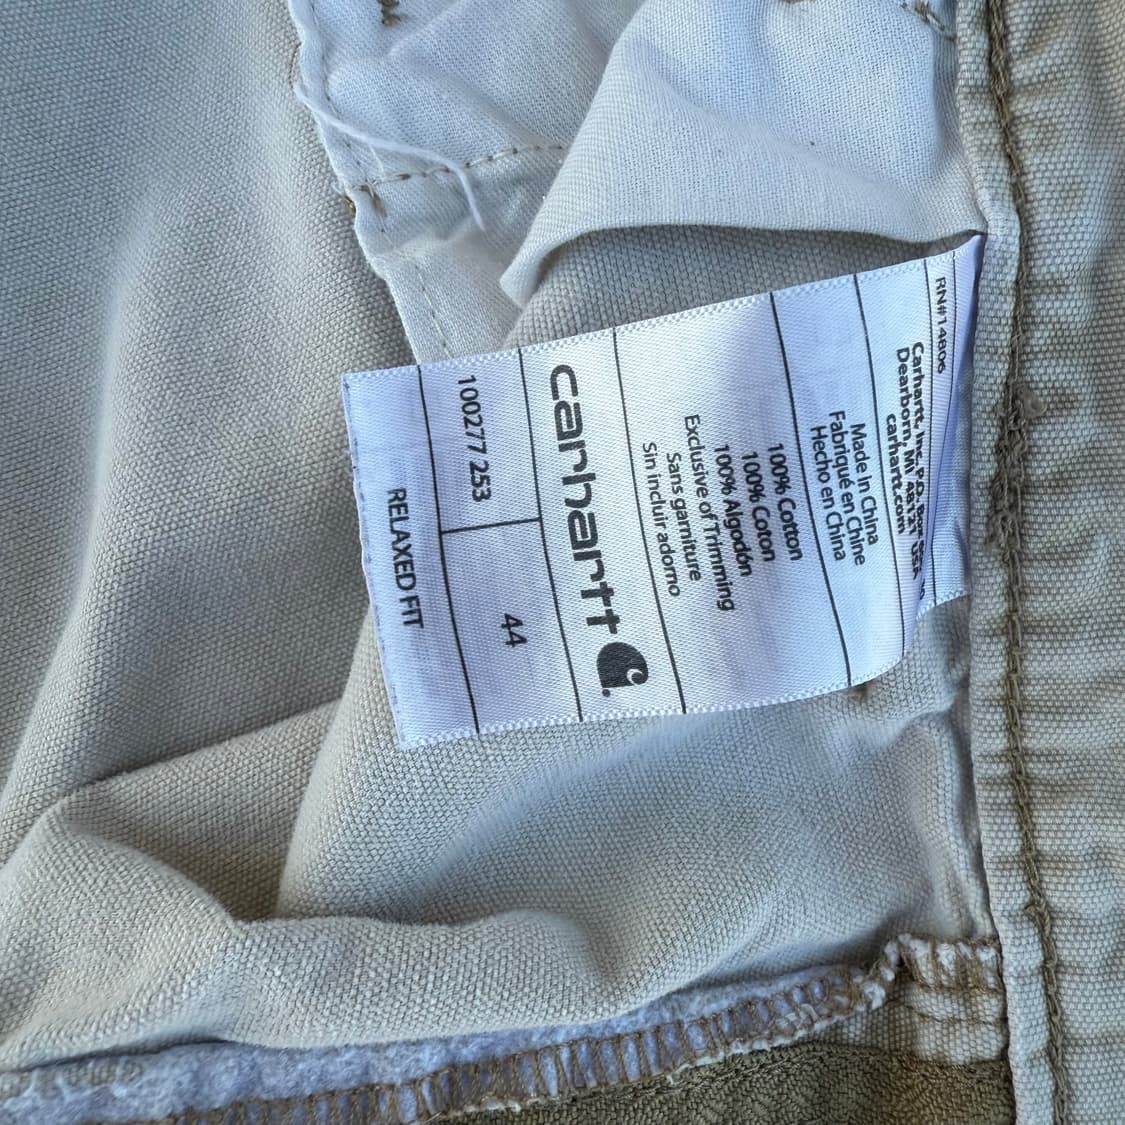 RELAXED FIT
100277 253
44
carhartt
Sin incluir adorno
Sans garniture
Exclusive of Trimming
100% Algodón
100% Coton
100% Cotton
Hecho en China
Fabriqué en Chine
Made in China
carhartt.com
Dearborn, MI 48121 USA
Carhartt, Inc. P.O. Box
RN#14806